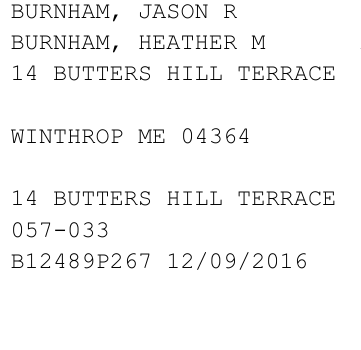 BURNHAM, JASON R
BURNHAM, HEATHER M
14 BUTTERS HILL TERRACE
WINTHROP ME 04364
14 BUTTERS HILL TERRACE
057-033
B12489P267 12/09/2016